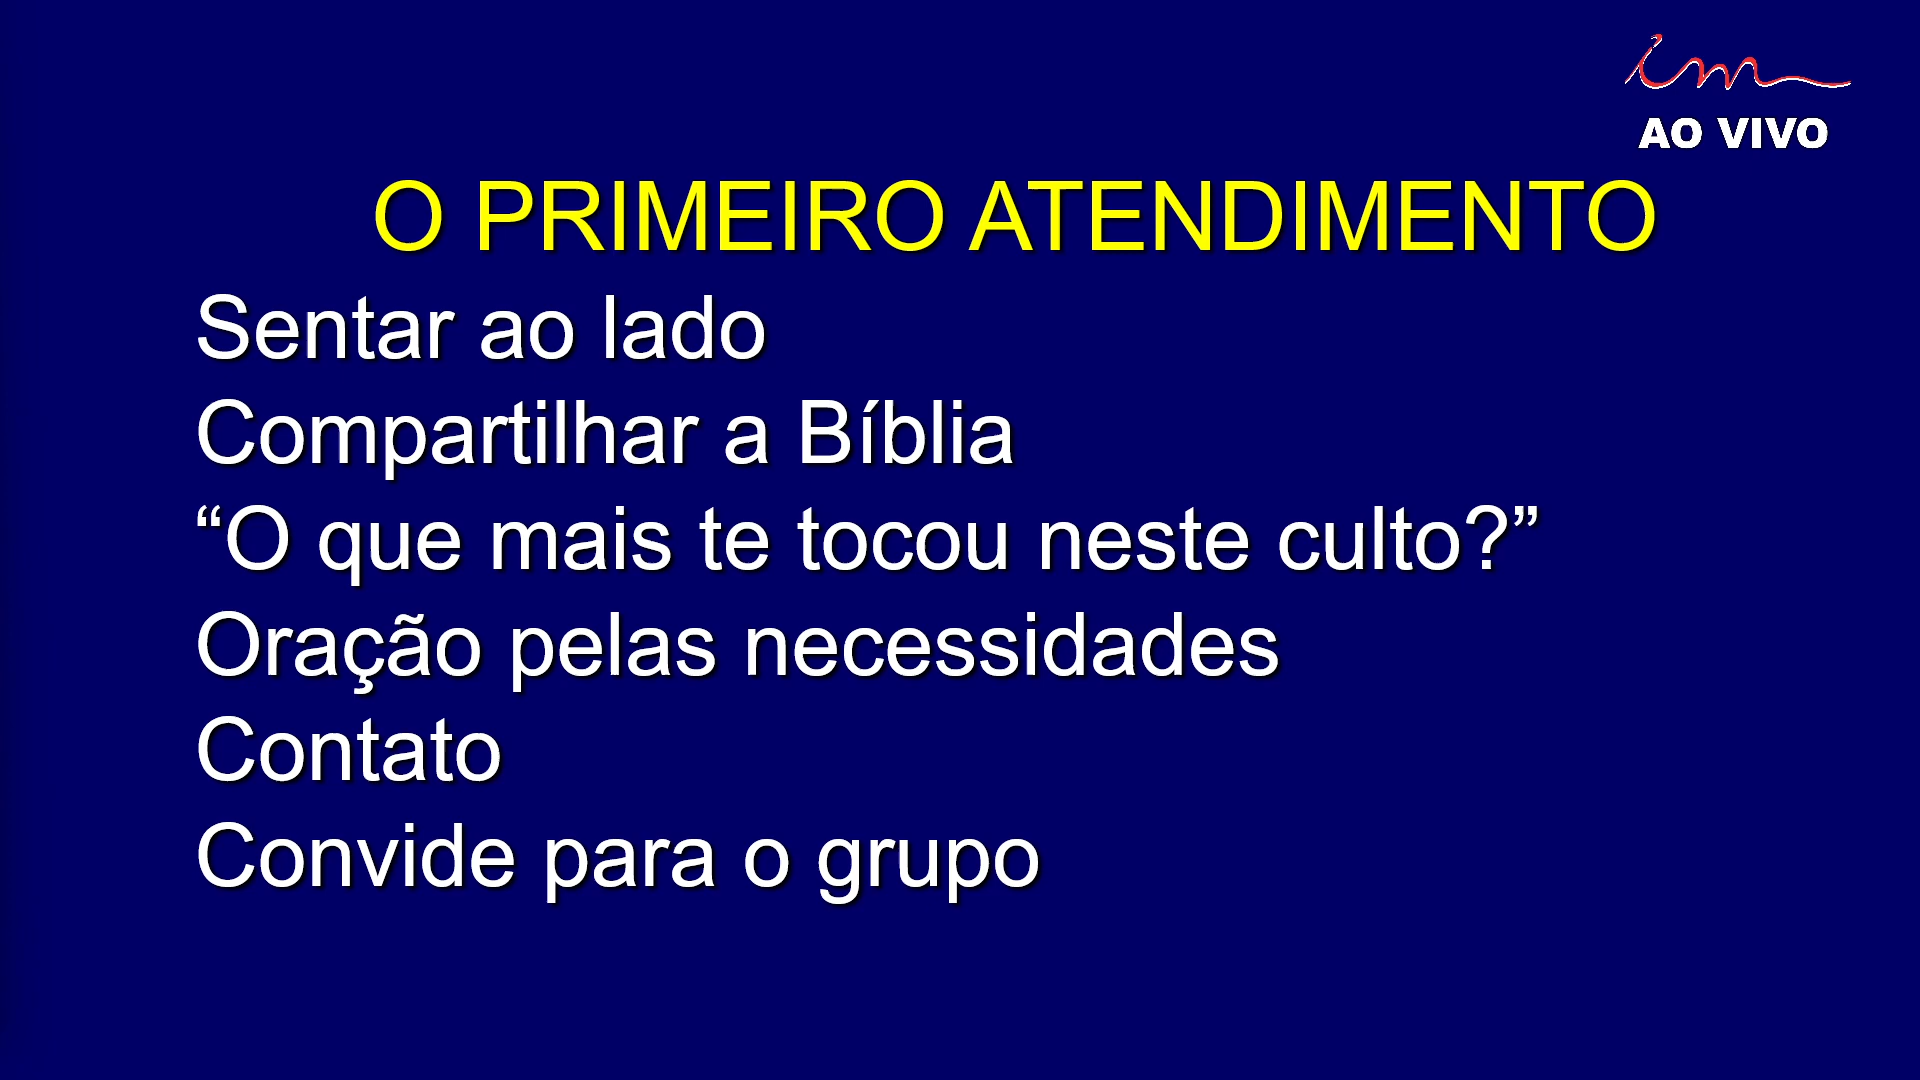 im
AO VIVO
O PRIMEIRO ATENDIMENTO
Sentar ao lado
Compartilhar a Bíblia
“O que mais te tocou neste culto?”
Oração pelas necessidades
Contato
Convide para o grupo